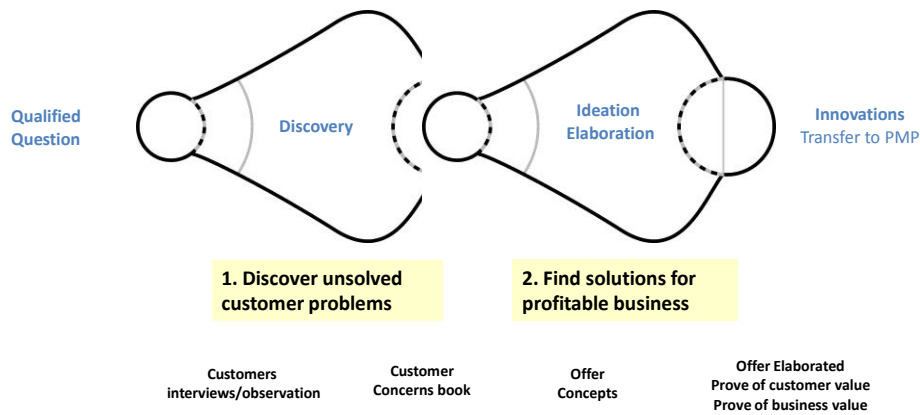 Qualified
Question
Discovery
Ideation
Elaboration
Innovations
Transfer to PMP
1. Discover unsolved
customer problems
2. Find solutions for
profitable business
Customers
interviews/observation
Customer
Concerns book
Offer
Concepts
Offer Elaborated
Prove of customer value
Prove of business value